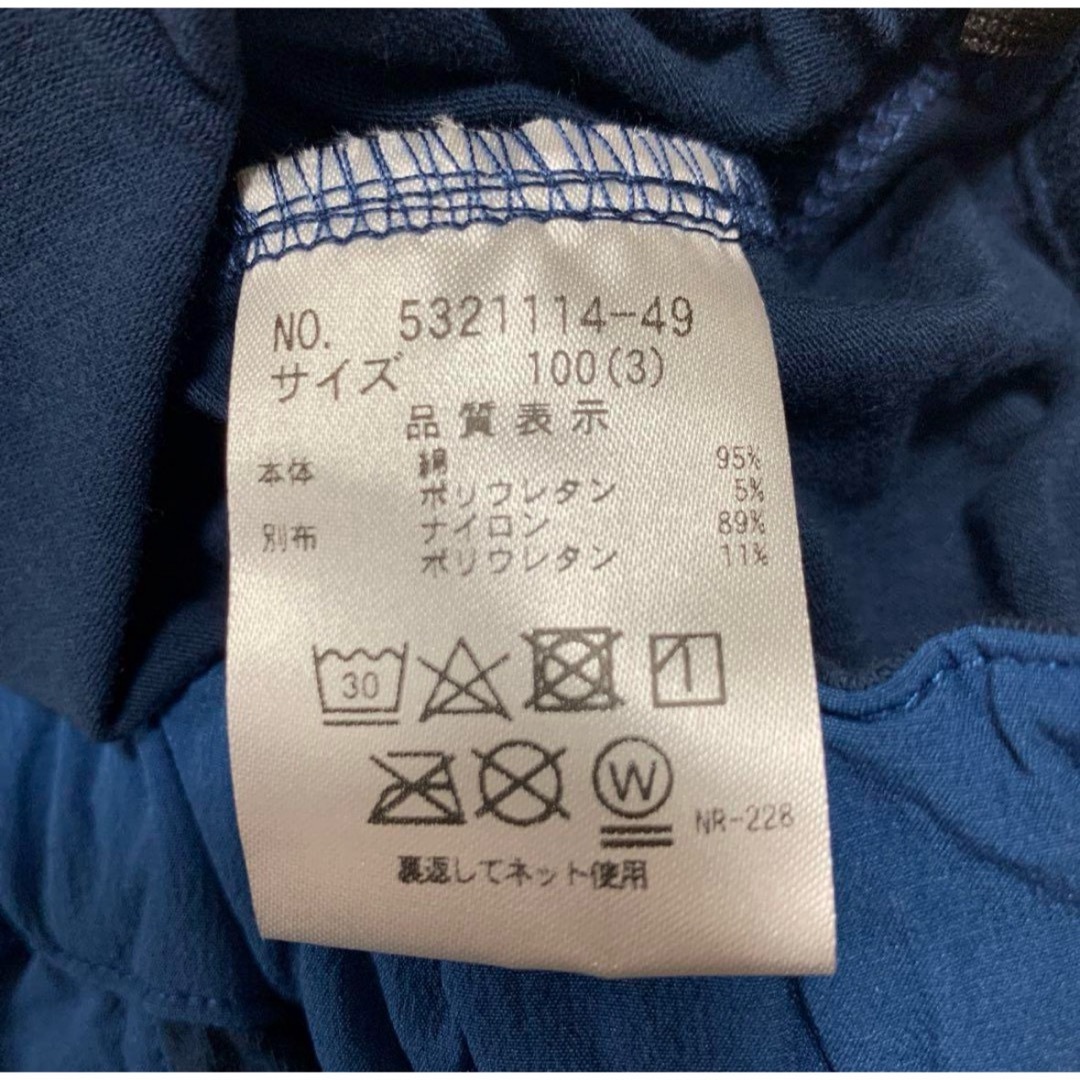 NO. 5321114-49
サイズ 100(3)
品質表示
本体 綿 95%
ポリウレタン 5%
別布 ナイロン 89%
ポリウレタン 11%
30
W
NR-228
裏返してネット使用